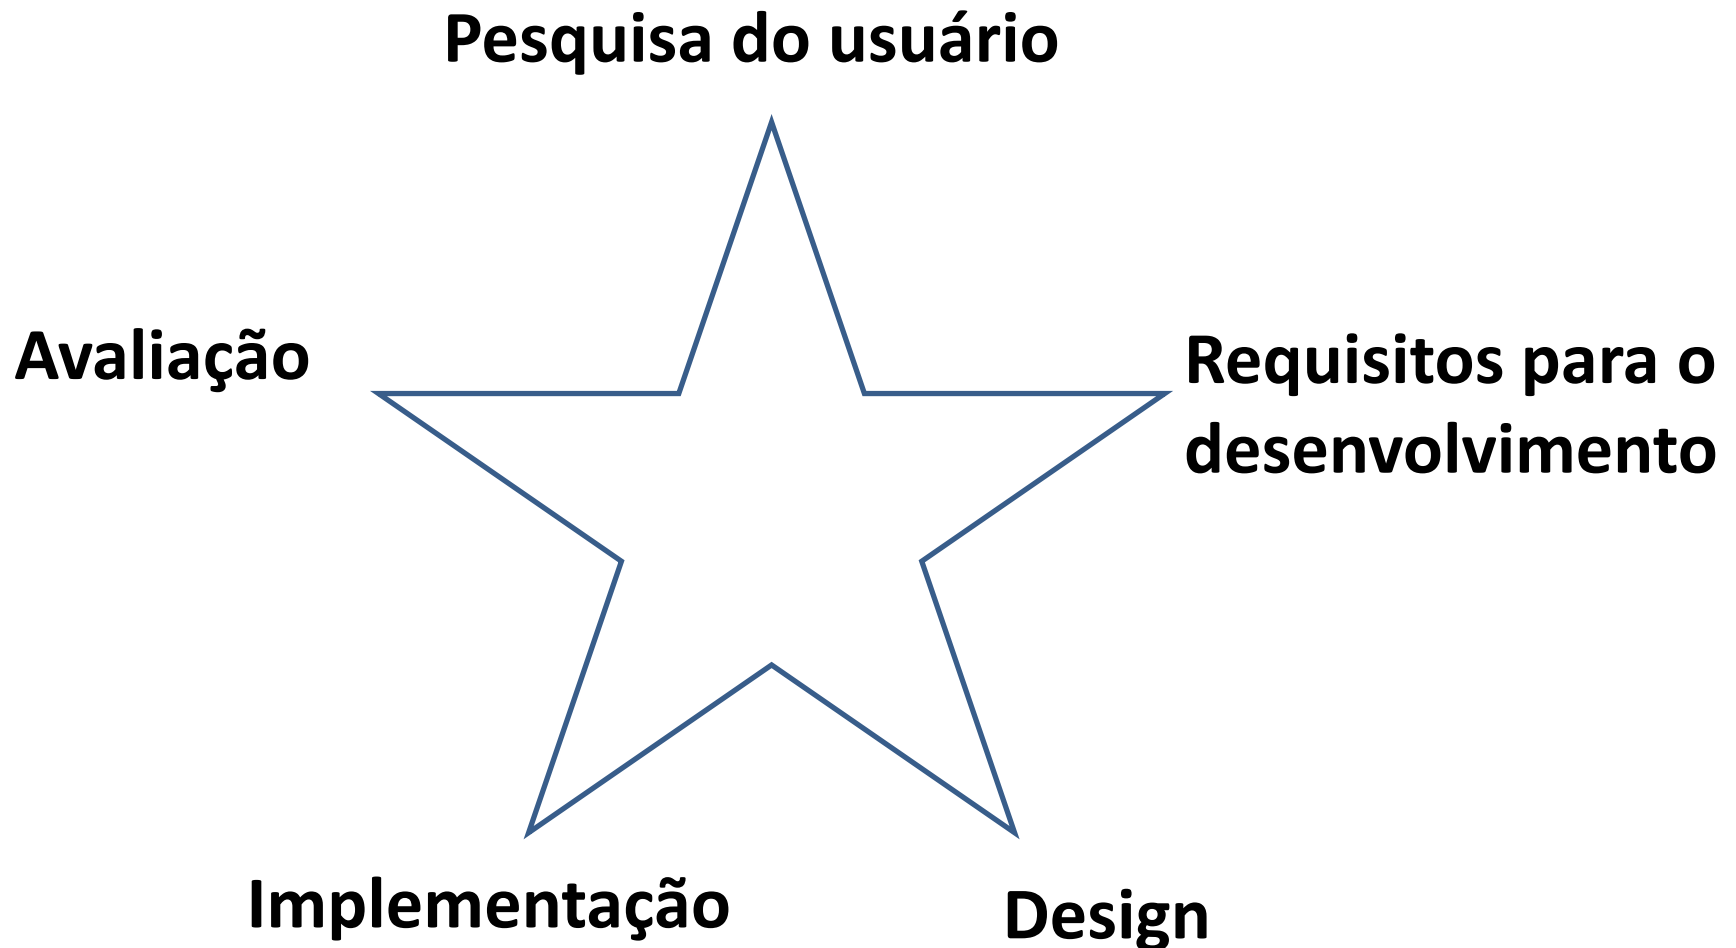 Pesquisa do usuário
Avaliação
Requisitos para o
desenvolvimento
Implementação
Design